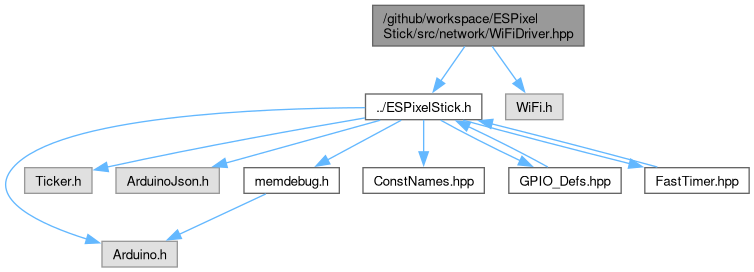 /github/workspace/ESPixel
Stick/src/network/WiFiDriver.hpp
../ESPixelStick.h
WiFi.h
Ticker.h
ArduinoJson.h
memdebug.h
ConstNames.hpp
GPIO_Defs.hpp
FastTimer.hpp
Arduino.h